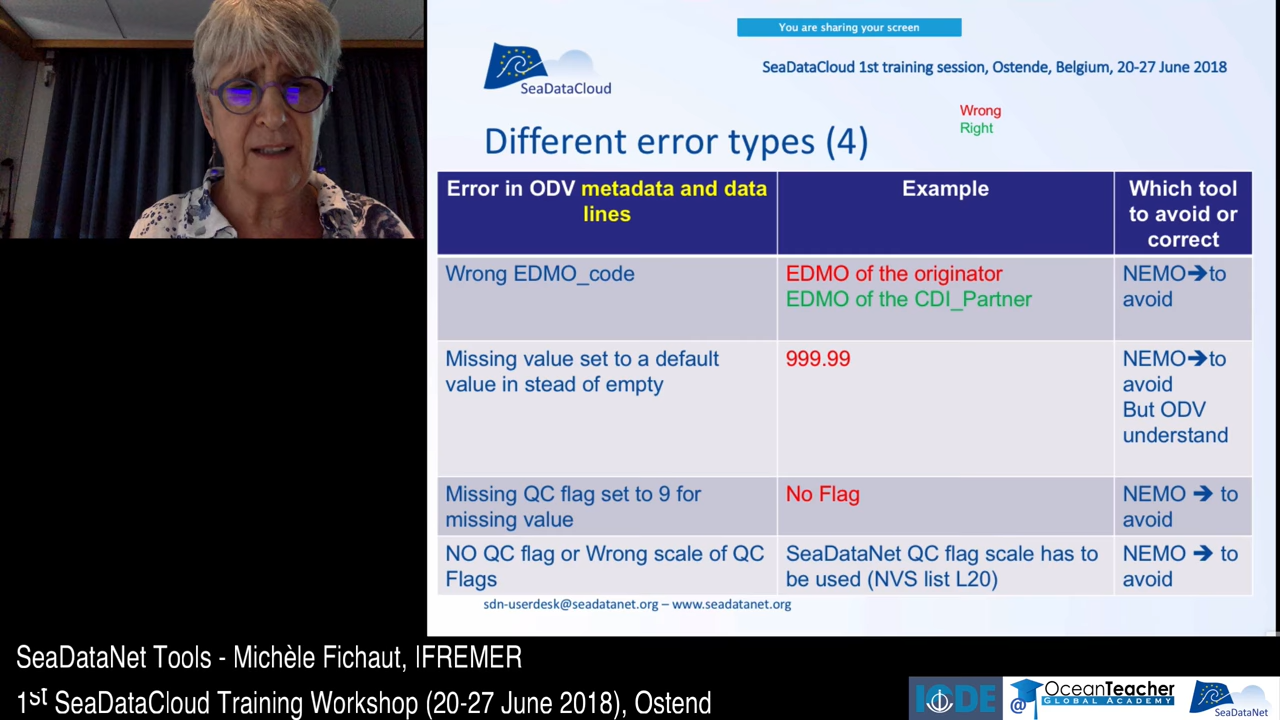 You are sharing your screen
SeaDataCloud
SeaDataCloud 1st training session, Ostende, Belgium, 20-27 June 2018
Wrong
Right
Different error types (4)
Error in ODV metadata and data
lines
Example
Which tool
to avoid or
correct
Wrong EDMO_code
EDMO of the originator
EDMO of the CDI_Partner
NEMO➔to
avoid
Missing value set to a default
value in stead of empty
999.99
NEMO➔to
avoid
But ODV
understand
Missing QC flag set to 9 for
missing value
No Flag
NEMO ➔ to
avoid
NO QC flag or Wrong scale of QC
Flags
SeaDataNet QC flag scale has to
be used (NVS list L20)
NEMO ➔ to
avoid
sdn-userdesk@seadatanet.org – www.seadatanet.org
SeaDataNet Tools - Michèle Fichaut, IFREMER
1st SeaDataCloud Training Workshop (20-27 June 2018), Ostend
IODE
@ OceanTeacher
GLOBAL ACADEMY
SeaDataNet